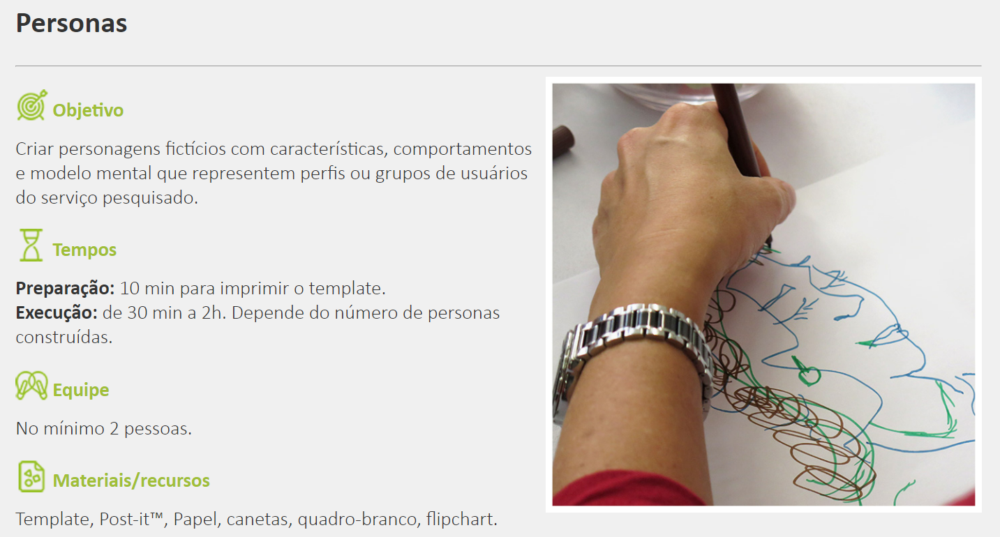 Personas
Objetivo
Criar personagens fictícios com características, comportamentos
e modelo mental que representem perfis ou grupos de usuários
do serviço pesquisado.
Tempos
Preparação: 10 min para imprimir o template.
Execução: de 30 min a 2h. Depende do número de personas
construídas.
Equipe
No mínimo 2 pessoas.
Materiais/recursos
Template, Post-it™, Papel, canetas, quadro-branco, flipchart.